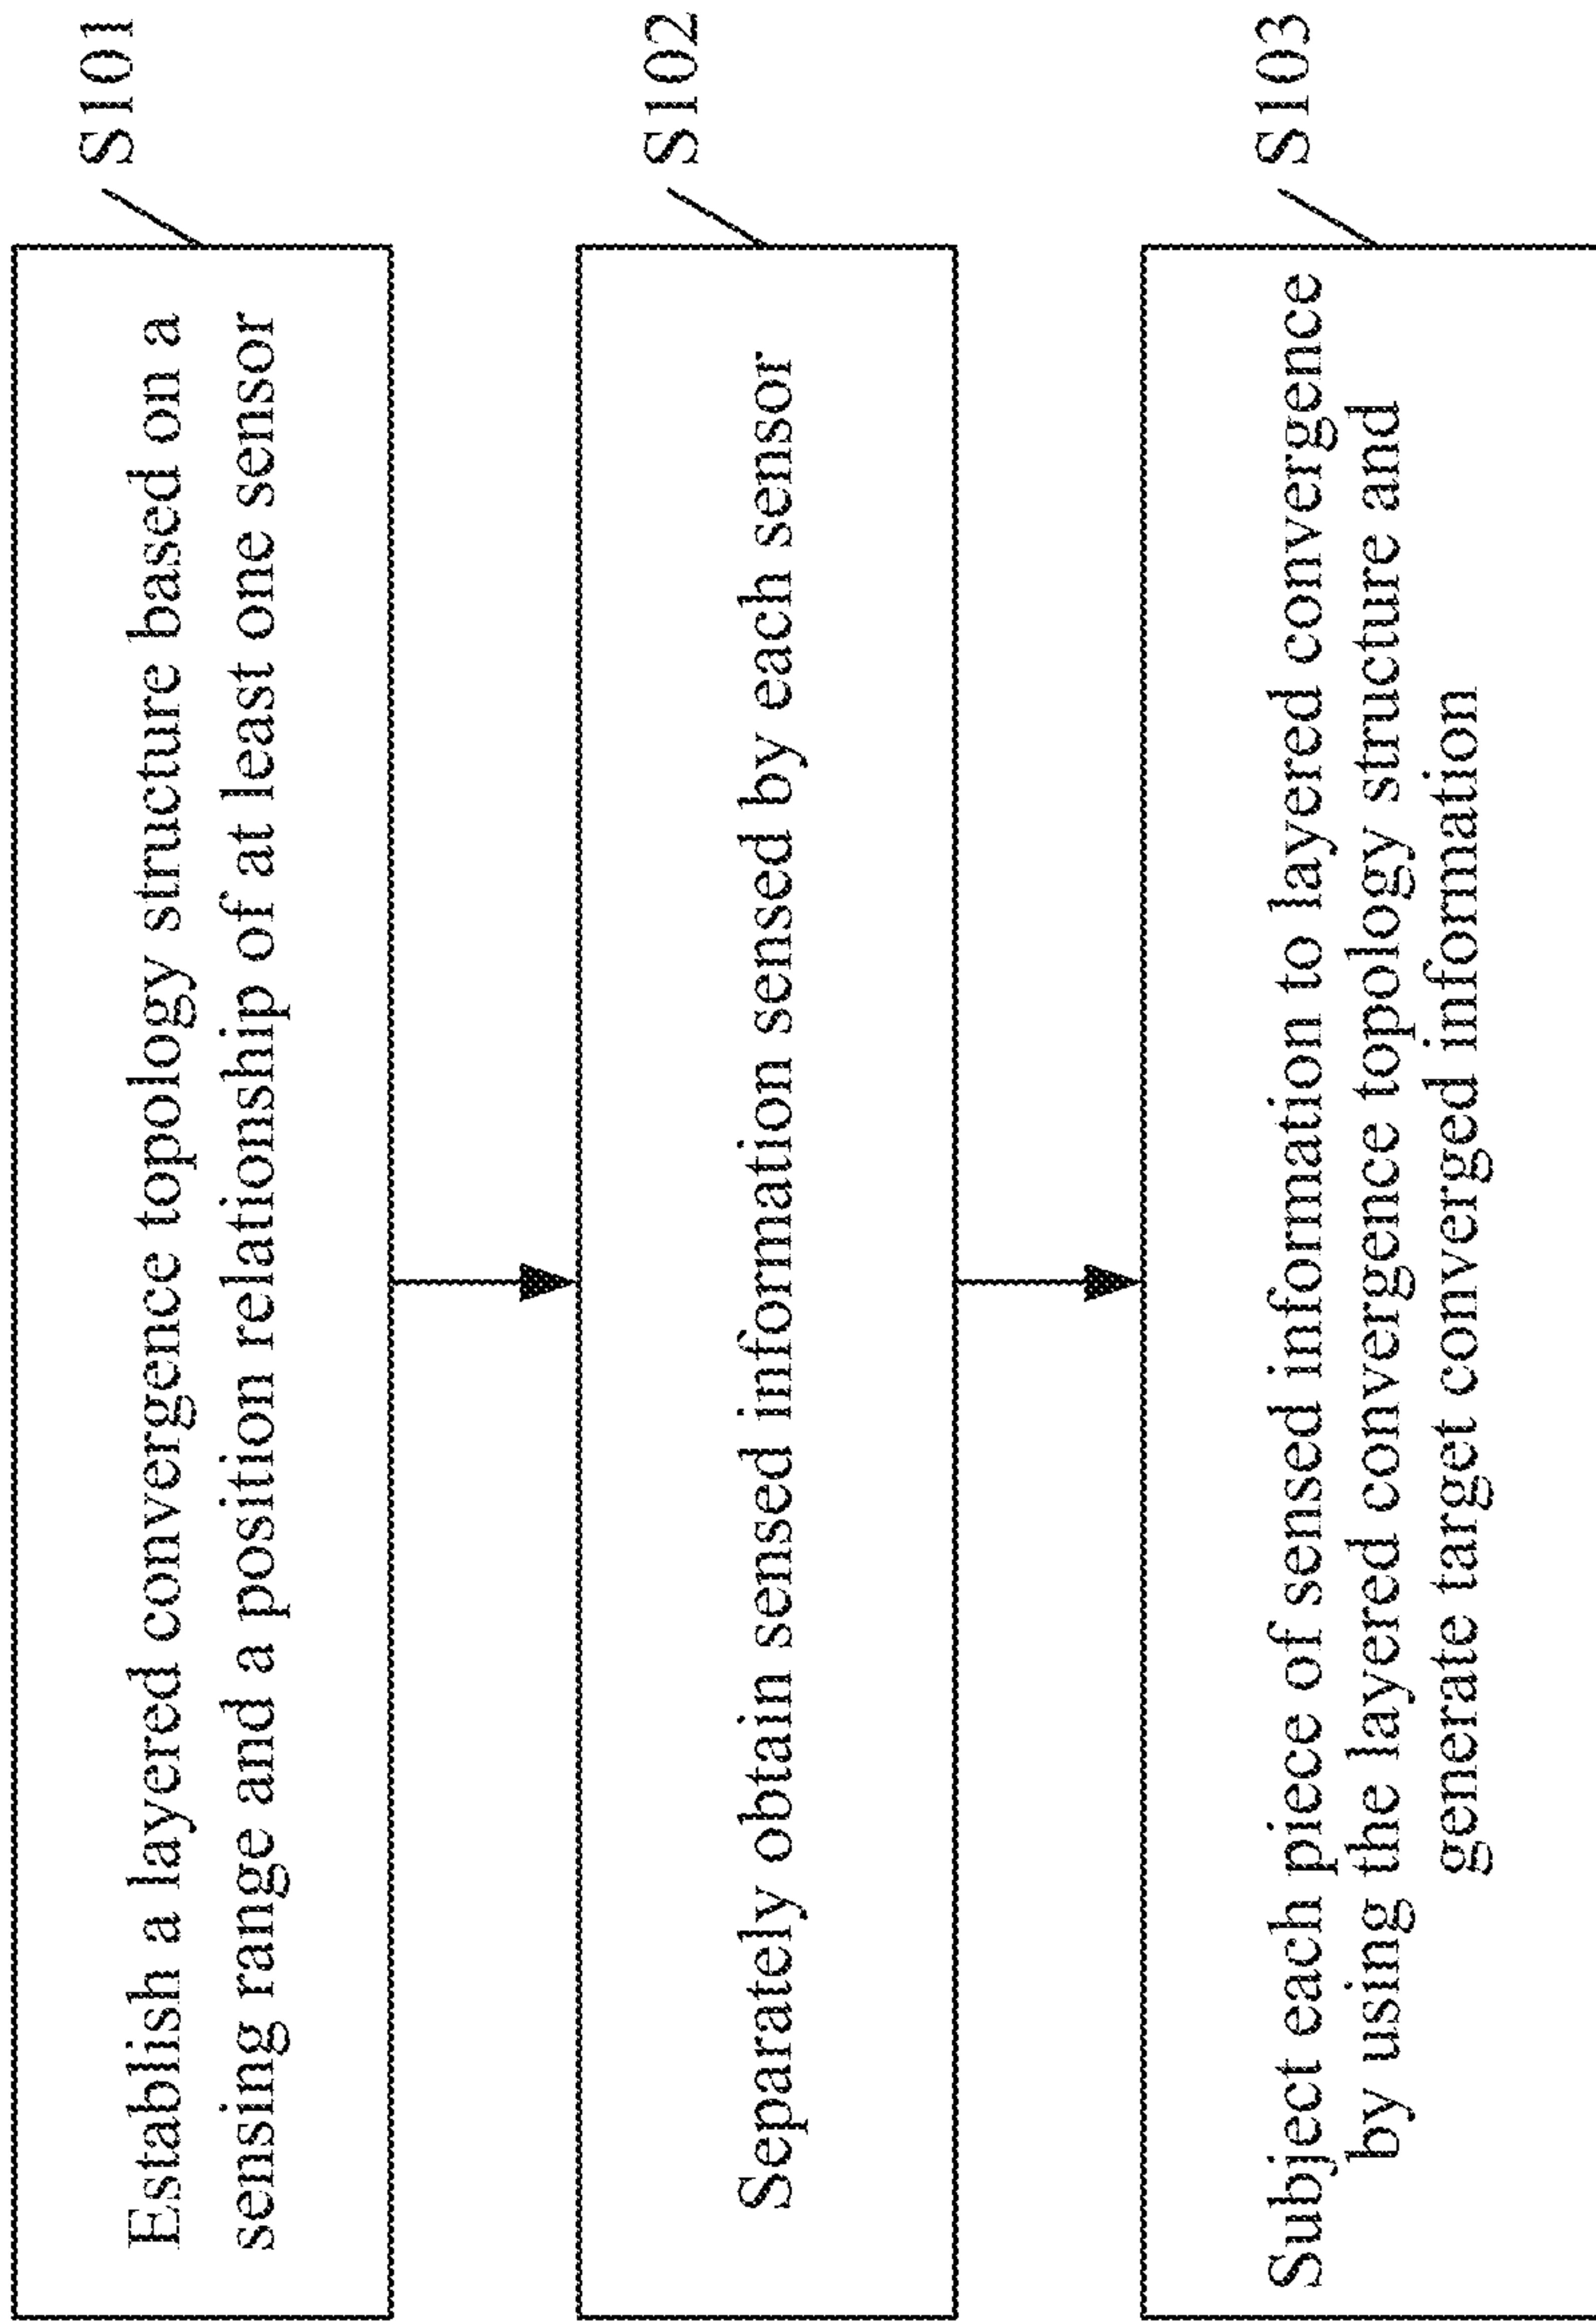 Establish a layered convergence topology structure based on a
sensing range and a position relationship of at least one sensor
S101
Separately obtain sensed information sensed by each sensor
S102
Subject each piece of sensed information to layered convergence
by using the layered convergence topology structure and
generate target converged information
S103